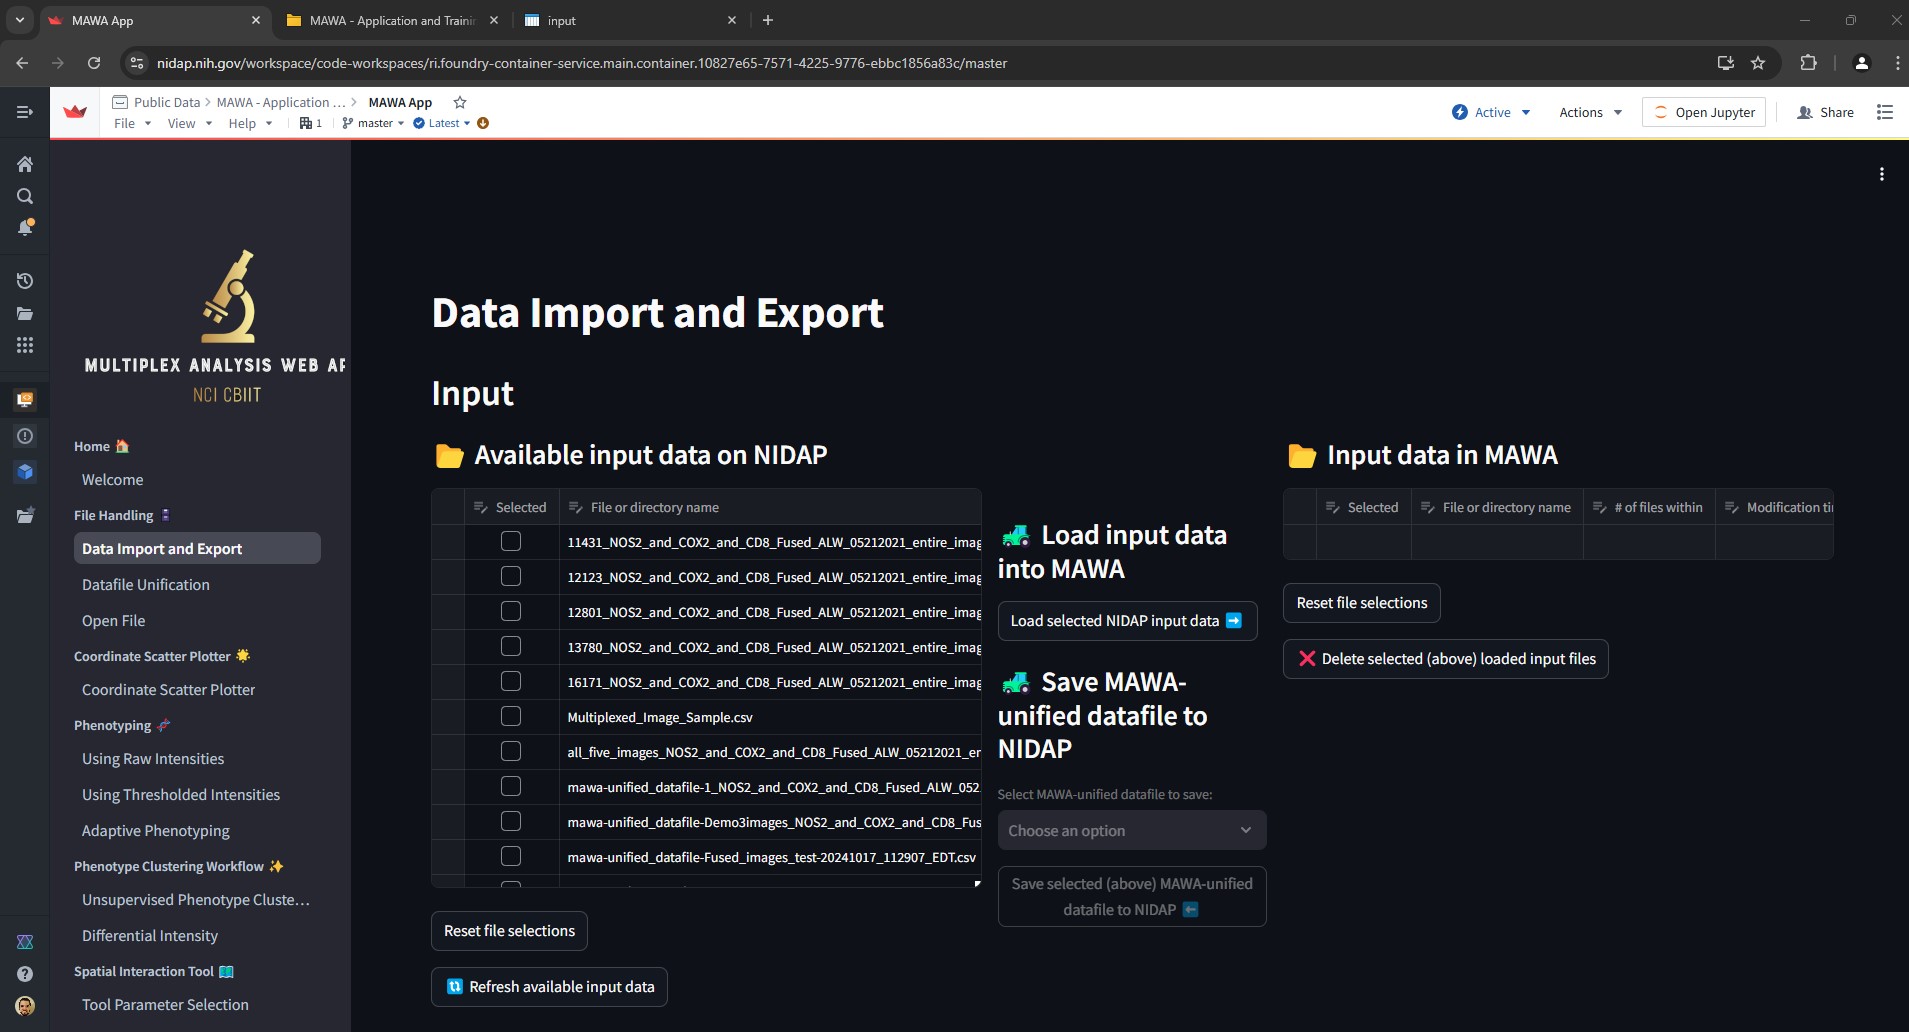 MAWA App
MAWA - Application and Trainin
input
nidap.nih.gov/workspace/code-workspaces/ri.foundry-container-service.main.container.10827e65-7571-4225-9776-ebbc1856a83c/master
Public Data > MAWA - Application ... > MAWA App
File View Help 1 master Latest
Active
Actions
Open Jupyter
Share
MULTIPLEX ANALYSIS WEB AP
NCI CBIIT
Home
Welcome
File Handling
Data Import and Export
Datafile Unification
Open File
Coordinate Scatter Plotter
Coordinate Scatter Plotter
Phenotyping
Using Raw Intensities
Using Thresholded Intensities
Adaptive Phenotyping
Phenotype Clustering Workflow
Unsupervised Phenotype Cluste...
Differential Intensity
Spatial Interaction Tool
Tool Parameter Selection
Data Import and Export
Input
Available input data on NIDAP
Selected File or directory name
11431_NOS2_and_COX2_and_CD8_Fused_ALW_05212021_entire_imag
12123_NOS2_and_COX2_and_CD8_Fused_ALW_05212021_entire_imag
12801_NOS2_and_COX2_and_CD8_Fused_ALW_05212021_entire_imag
13780_NOS2_and_COX2_and_CD8_Fused_ALW_05212021_entire_imag
16171_NOS2_and_COX2_and_CD8_Fused_ALW_05212021_entire_imag
Multiplexed_Image_Sample.csv
all_five_images_NOS2_and_COX2_and_CD8_Fused_ALW_05212021_en
mawa-unified_datafile-1_NOS2_and_COX2_and_CD8_Fused_ALW_052
mawa-unified_datafile-Demo3images_NOS2_and_COX2_and_CD8_Fus
mawa-unified_datafile-Fused_images_test-20241017_112907_EDT.csv
Reset file selections
Refresh available input data
Load input data
into MAWA
Load selected NIDAP input data
Save MAWA-
unified datafile to
NIDAP
Select MAWA-unified datafile to save:
Choose an option
Save selected (above) MAWA-unified
datafile to NIDAP
Input data in MAWA
Selected File or directory name # of files within Modification ti
Reset file selections
Delete selected (above) loaded input files